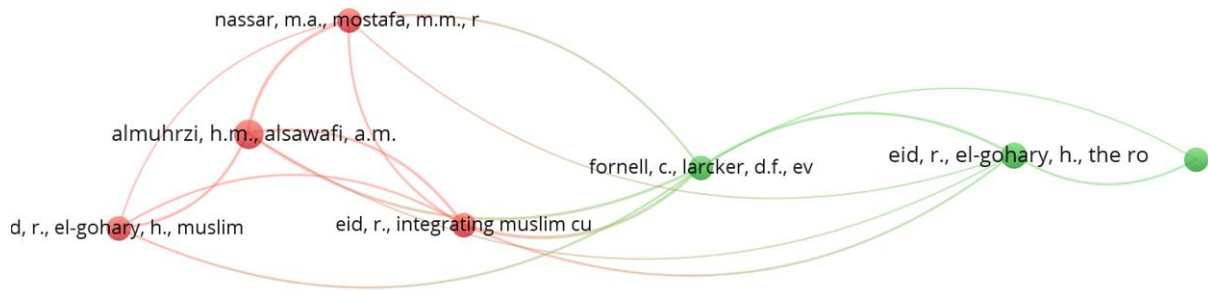 nassar, m.a., mostafa, m.m., r
almuhrzi, h.m., alsawafi, a.m.
fornell, c., larcker, d.f., ev
eid, r., el-gohary, h., the ro
d, r., el-gohary, h., muslim
eid, r., integrating muslim cu